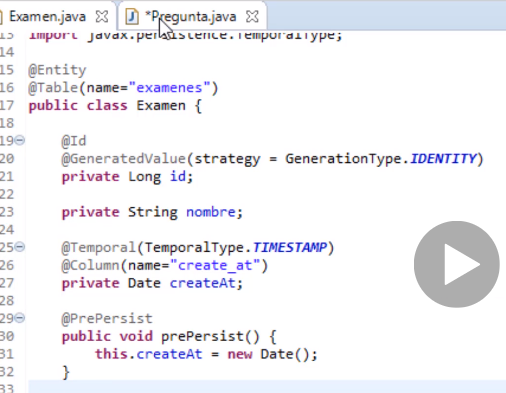 Examen.java
*Pregunta.java
13 import javax.persistence.TemporalType;
14
15 @Entity
16 @Table(name="examenes")
17 public class Examen {
18
19 @Id
20 @GeneratedValue(strategy = GenerationType.IDENTITY)
21 private Long id;
22
23 private String nombre;
24
25 @Temporal(TemporalType.TIMESTAMP)
26 @Column(name="create_at")
27 private Date createAt;
28
29 @PrePersist
30 public void prePersist() {
31 this.createAt = new Date();
32 }
33